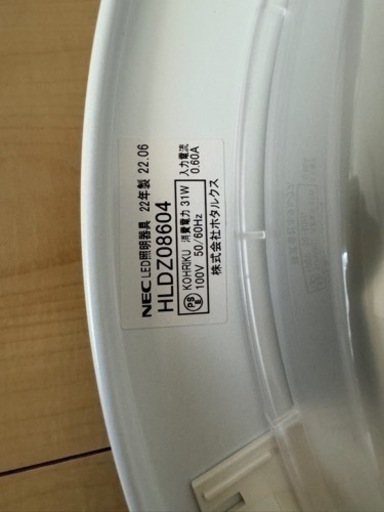 NEC LED照明器具 22年製 22.06
HLDZ08604
KOHRIKU 消費電力 31W 入力電流
PS E 100V 50/60Hz 0.60A
株式会社ホタルクス